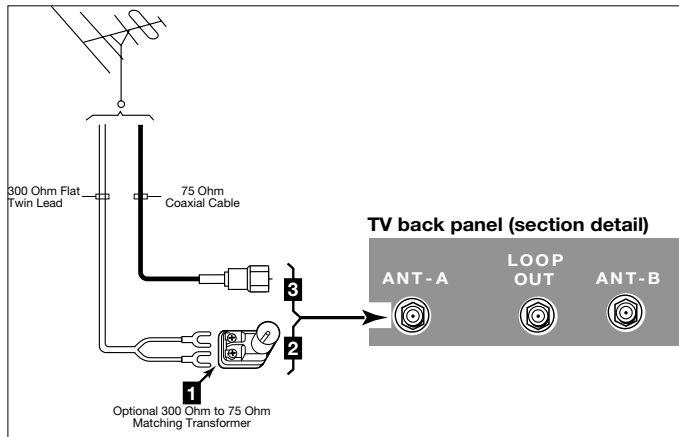 300 Ohm Flat
Twin Lead
75 Ohm
Coaxial Cable
TV back panel (section detail)
ANT-A
LOOP
OUT
ANT-B
3
2
1
Optional 300 Ohm to 75 Ohm
Matching Transformer